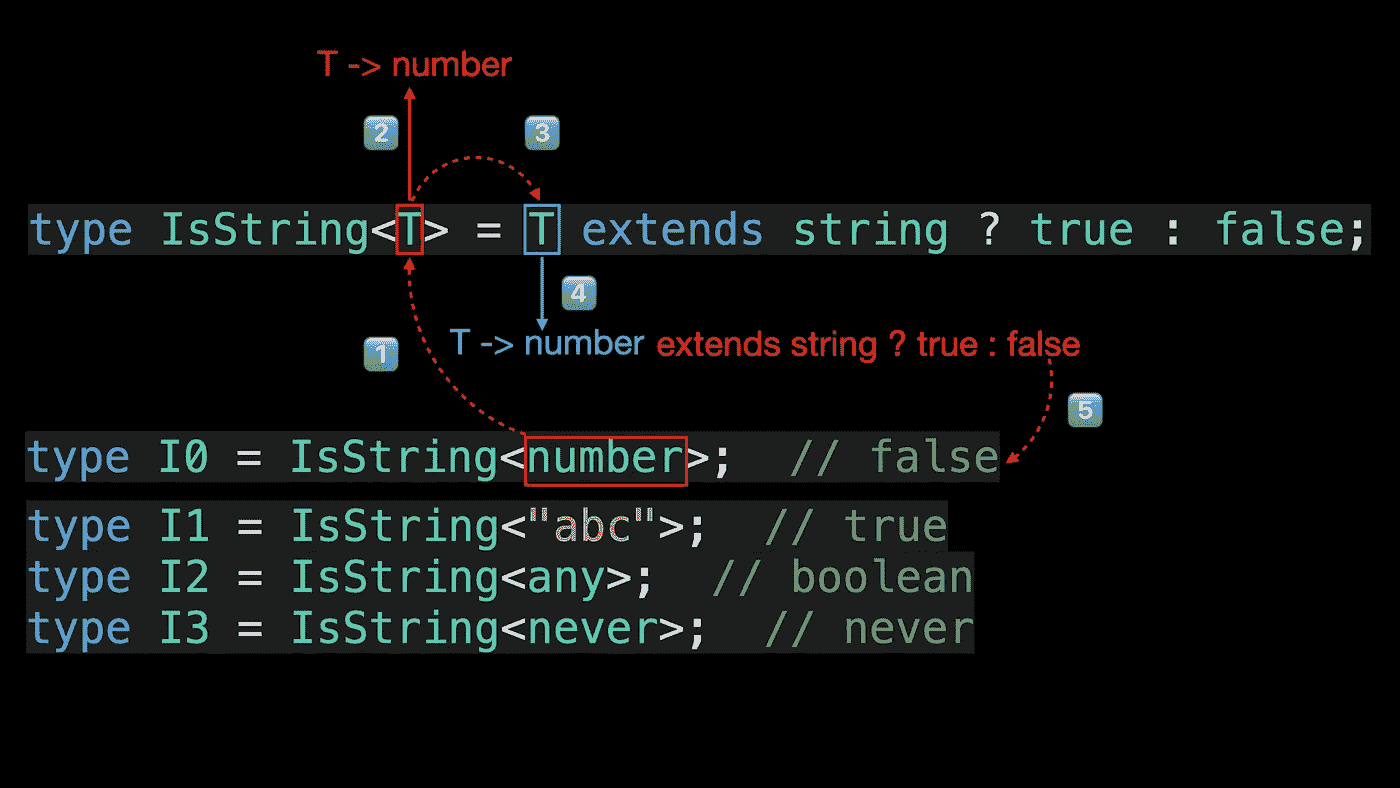 T -> number
2 3
type IsString<T> = T extends string ? true : false;
4
T -> number extends string ? true : false
1
5
type I0 = IsString<number>; // false
type I1 = IsString<"abc">; // true
type I2 = IsString<any>; // boolean
type I3 = IsString<never>; // never